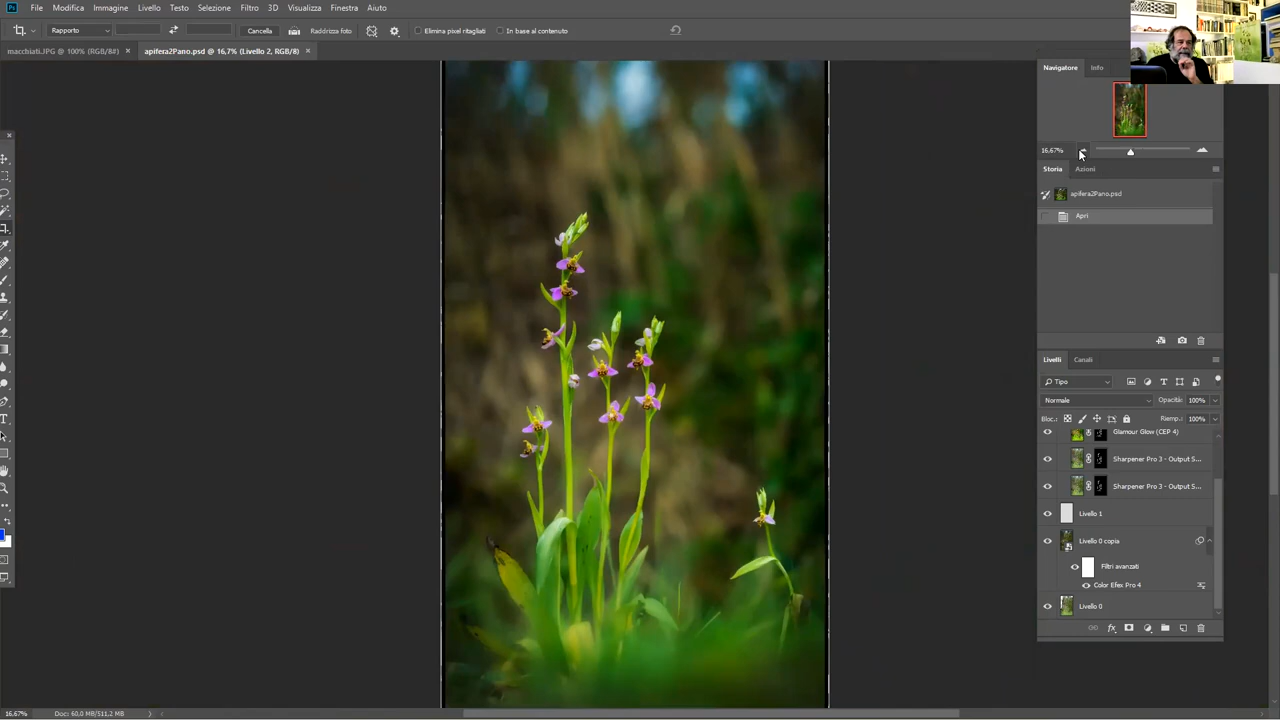 Ps File Modifica Immagine Livello Testo Selezione Filtro 3D Visualizza Finestra Aiuto
Rapporto Cancella Raddrizza foto Elimina pixel ritagliati In base al contenuto
macchiati.JPG @ 100% (RGB/8#) × apifera2Pano.psd @ 16,7% (Livello 2, RGB/8) ×
Navigatore Info
16.67%
Storia Azioni
apifera2Pano.psd
Apri
Livelli Canali
Tipo
Normale Opacità: 100%
Bloc.: Riemp.: 100%
Glamour Glow (CEP 4)
Sharpener Pro 3 - Output S...
Sharpener Pro 3 - Output S...
Livello 1
Livello 0 copia
Filtri avanzati
Color Efex Pro 4
Livello 0
fx
16.67% Doc: 60,0 MB/511,2 MB